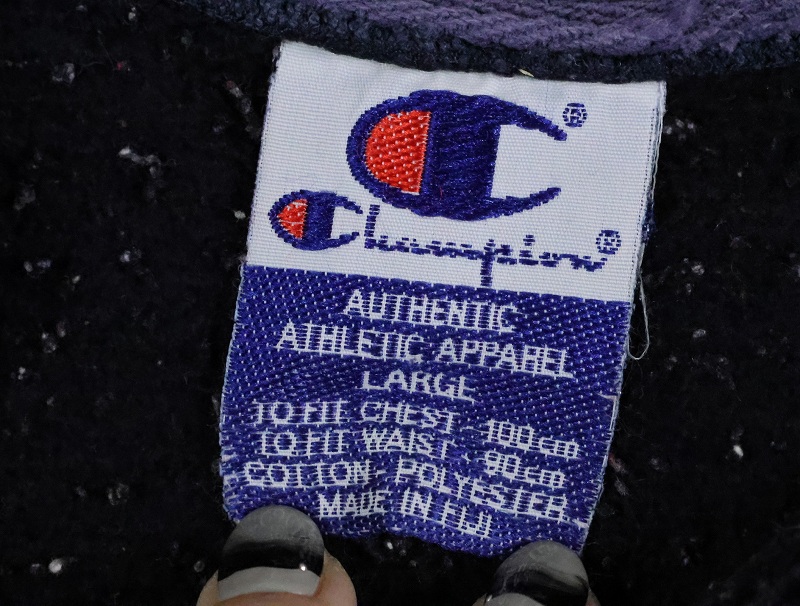 Champion®
AUTHENTIC
ATHLETIC APPAREL
LARGE
TO FIT CHEST - 100cm
TO FIT WAIST - 90cm
COTTON POLYESTER
MADE IN FIJI